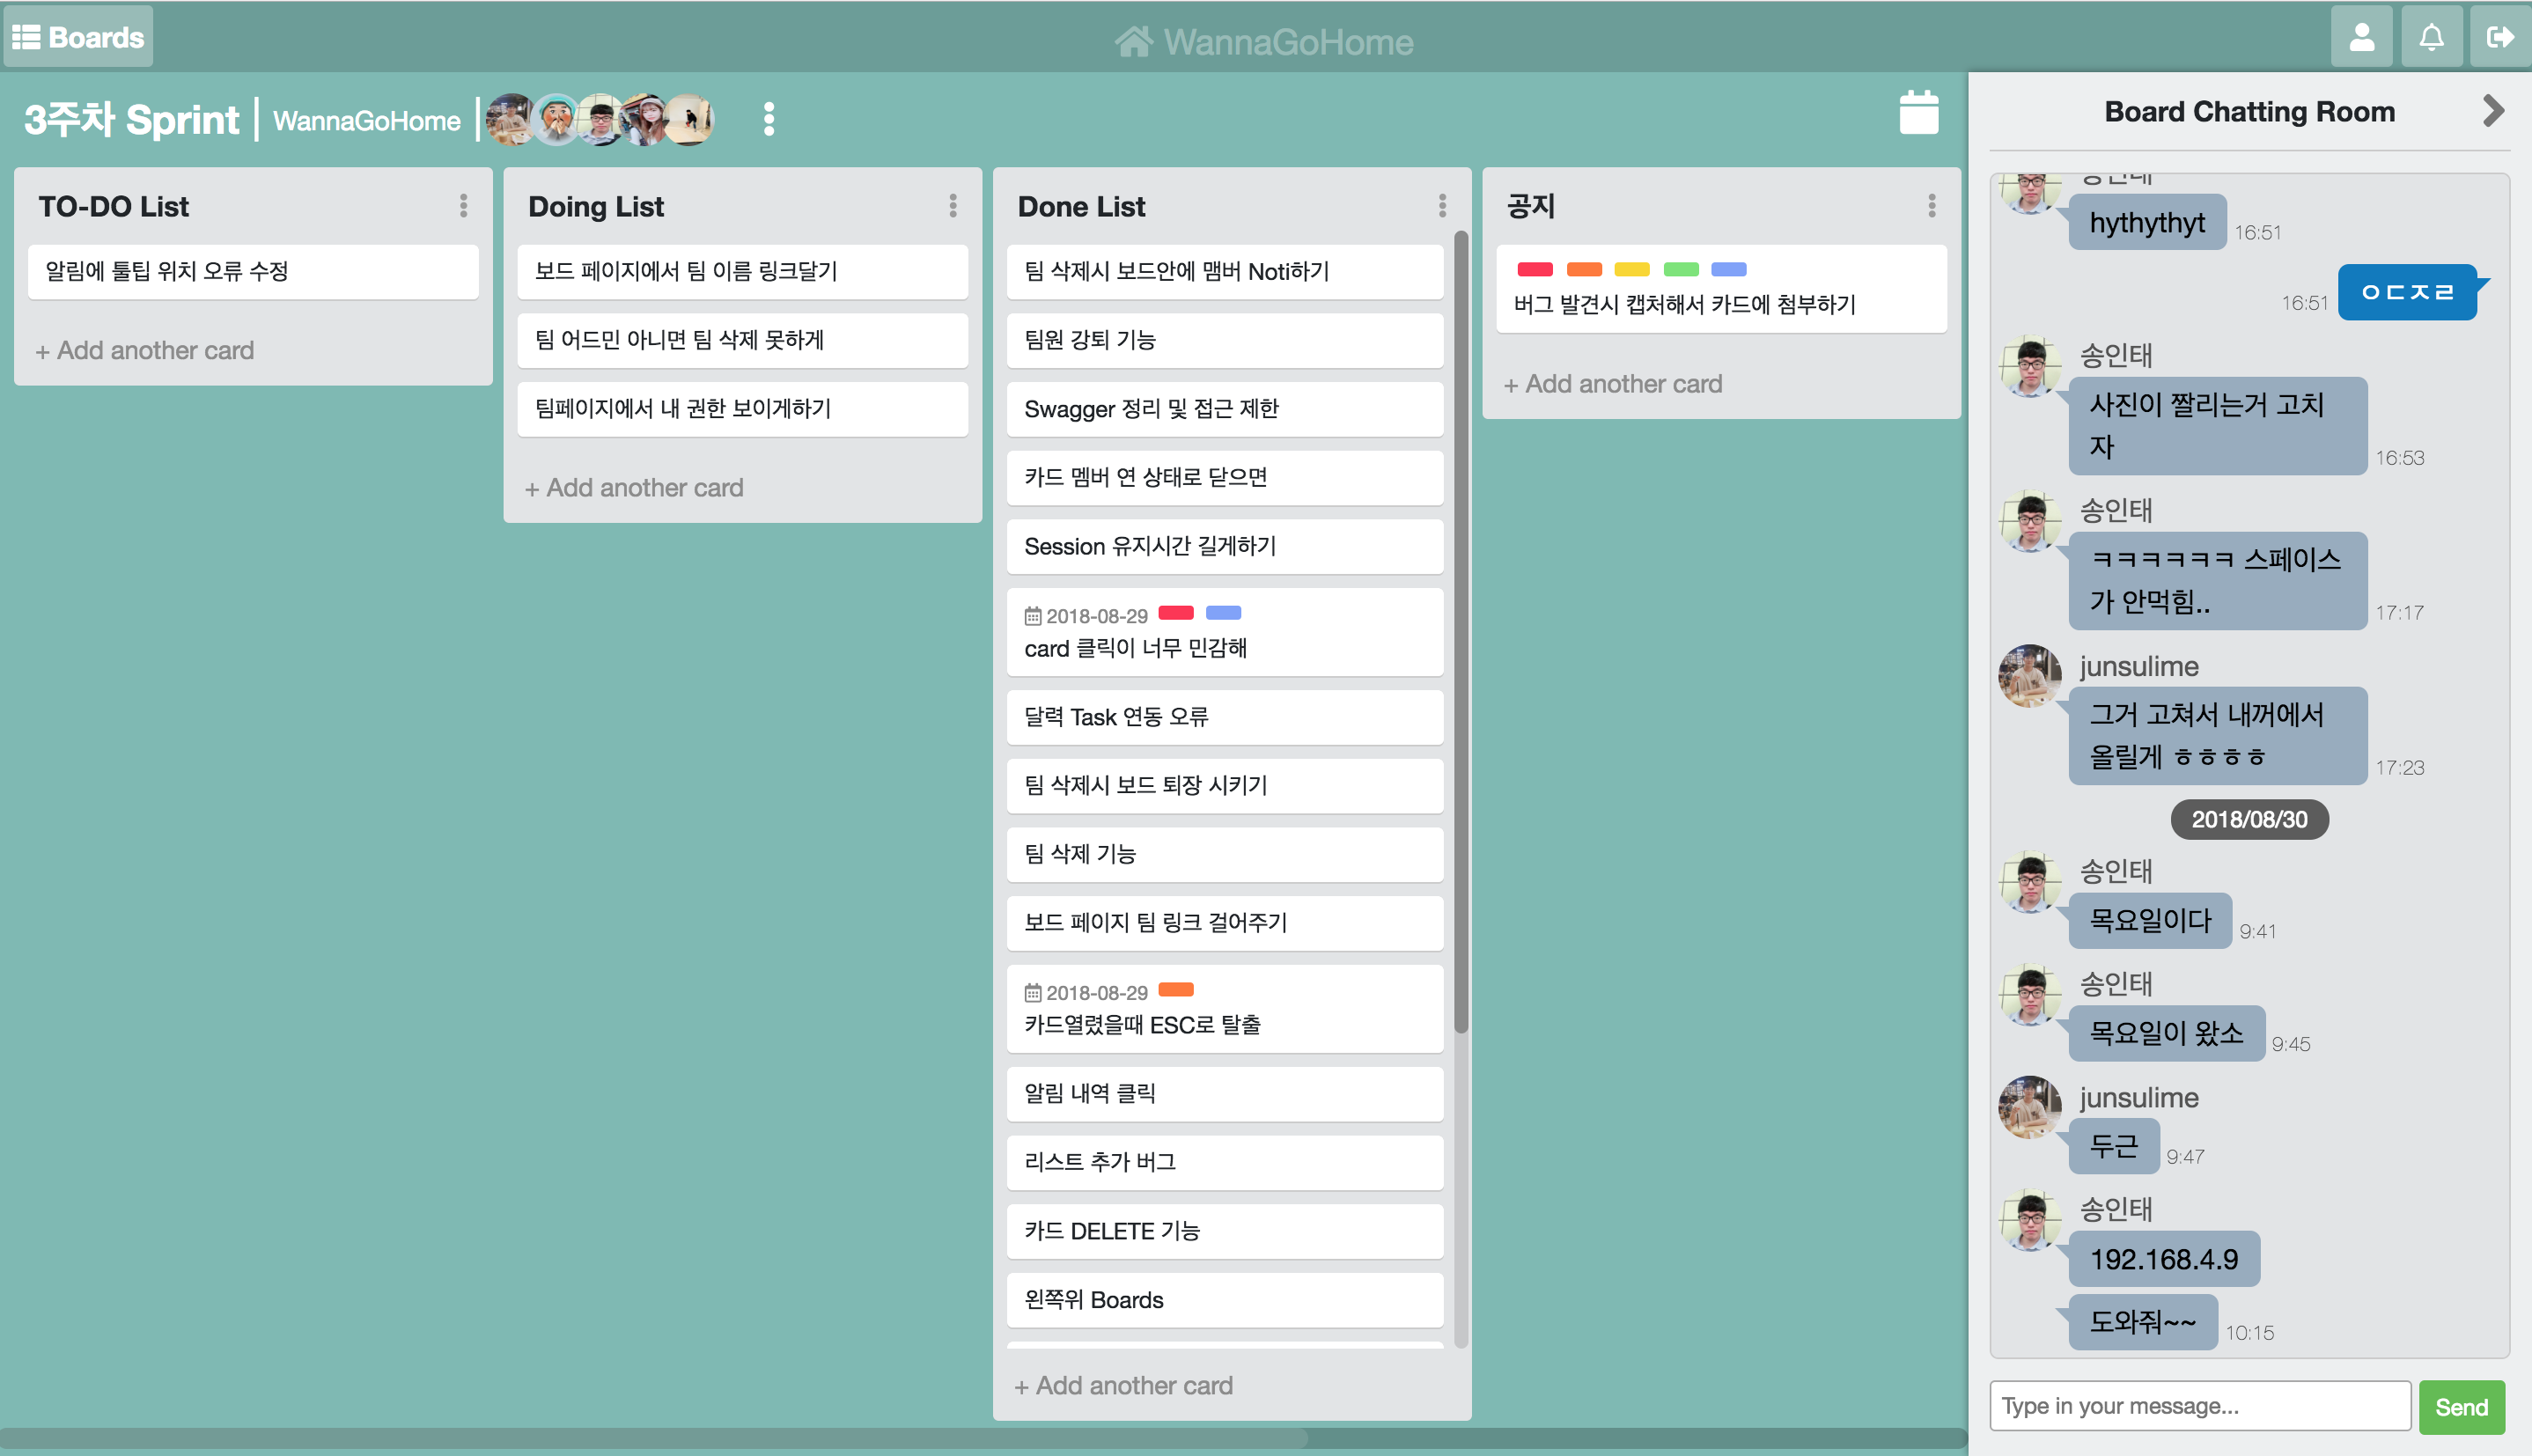 Boards
WannaGoHome
3주차 Sprint
WannaGoHome
TO-DO List
알림에 툴팁 위치 오류 수정
+ Add another card
Doing List
보드 페이지에서 팀 이름 링크달기
팀 어드민 아니면 팀 삭제 못하게
팀페이지에서 내 권한 보이게하기
+ Add another card
Done List
팀 삭제시 보드안에 맴버 Noti하기
팀원 강퇴 기능
Swagger 정리 및 접근 제한
카드 멤버 연 상태로 닫으면
Session 유지시간 길게하기
2018-08-29
card 클릭이 너무 민감해
달력 Task 연동 오류
팀 삭제시 보드 퇴장 시키기
팀 삭제 기능
보드 페이지 팀 링크 걸어주기
2018-08-29
카드열렸을때 ESC로 탈출
알림 내역 클릭
리스트 추가 버그
카드 DELETE 기능
왼쪽위 Boards
+ Add another card
공지
버그 발견시 캡처해서 카드에 첨부하기
+ Add another card
Board Chatting Room
송인태
hythythyt
16:51
16:51
ㅇㄷㅈㄹ
송인태
사진이 짤리는거 고치
자
16:53
송인태
ㅋㅋㅋㅋㅋㅋ 스페이스
가 안먹힘..
17:17
junsulime
그거 고쳐서 내꺼에서
올릴게 ㅎㅎㅎㅎ
17:23
2018/08/30
송인태
목요일이다
9:41
송인태
목요일이 왔소
9:45
junsulime
두근
9:47
송인태
192.168.4.9
도와줘~~
10:15
Type in your message...
Send